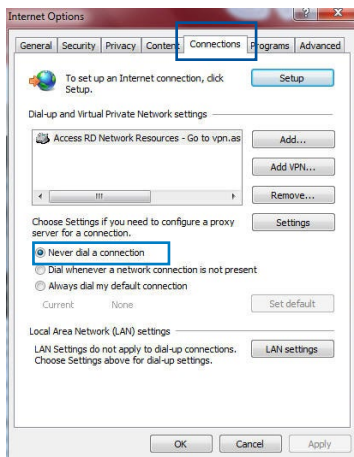 Internet Options
General Security Privacy Content Connections Programs Advanced
To set up an Internet connection, click
Setup.
Setup
Dial-up and Virtual Private Network settings
Access RD Network Resources - Go to vpn.as
Add...
Add VPN...
Remove...
Choose Settings if you need to configure a proxy
server for a connection.
Settings
Never dial a connection
Dial whenever a network connection is not present
Always dial my default connection
Current None
Set default
Local Area Network (LAN) settings
LAN Settings do not apply to dial-up connections.
Choose Settings above for dial-up settings.
LAN settings
OK Cancel Apply